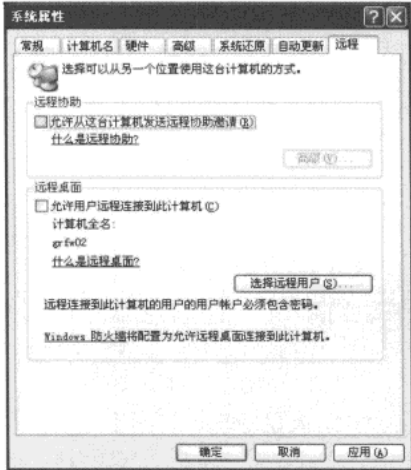 系统属性
常规 计算机名 硬件 高级 系统还原 自动更新 远程
选择可以从另一个位置使用这台计算机的方式。
远程协助
允许从这台计算机发送远程协助邀请(R)
什么是远程协助?
高级(V)...
远程桌面
允许用户远程连接到此计算机(C)
计算机全名:
grfw02
什么是远程桌面?
选择远程用户(S)...
远程连接到此计算机的用户的用户帐户必须包含密码。
Windows 防火墙将配置为允许远程桌面连接到此计算机。
确定 取消 应用(A)